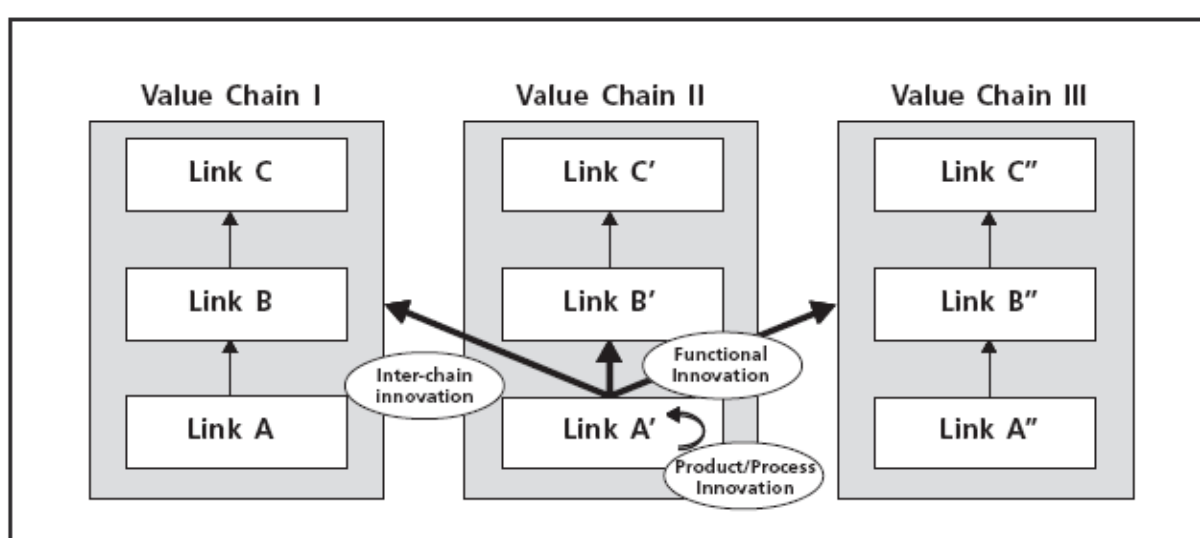 Value Chain I
Value Chain II
Value Chain III
Link C
Link C′
Link C″
Link B
Link B′
Link B″
Inter-chain
innovation
Functional
Innovation
Link A
Link A′
Link A″
Product/Process
Innovation